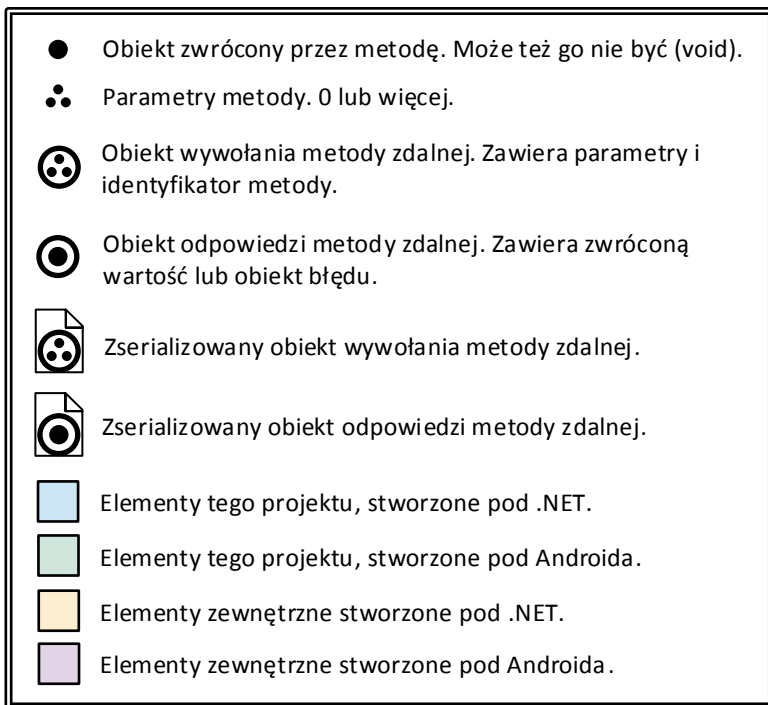 Obiekt zwrócony przez metodę. Może też go nie być (void).
Parametry metody. 0 lub więcej.
Obiekt wywołania metody zdalnej. Zawiera parametry i
identyfikator metody.
Obiekt odpowiedzi metody zdalnej. Zawiera zwróconą
wartość lub obiekt błędu.
Zserializowany obiekt wywołania metody zdalnej.
Zserializowany obiekt odpowiedzi metody zdalnej.
Elementy tego projektu, stworzone pod .NET.
Elementy tego projektu, stworzone pod Androida.
Elementy zewnętrzne stworzone pod .NET.
Elementy zewnętrzne stworzone pod Androida.